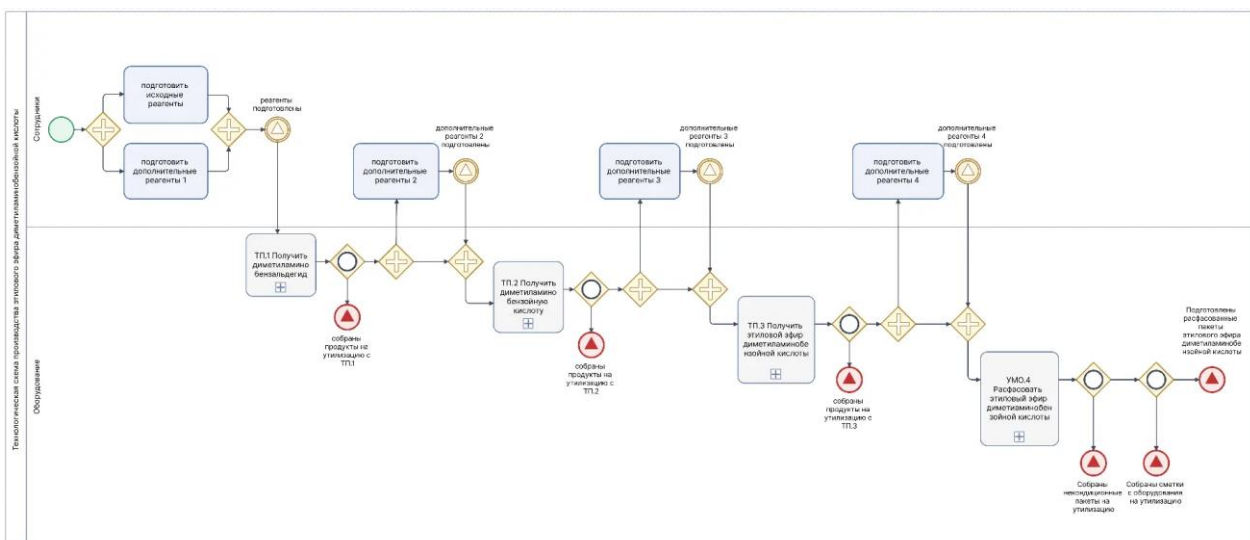 Технологическая схема производства этилового эфира диметиламинобензойной кислоты
Сотрудники
подготовить
исходные
реагенты
подготовить
дополнительные
реагенты 1
реагенты
подготовлены
подготовить
дополнительные
реагенты 2
дополнительные
реагенты 2
подготовлены
подготовить
дополнительные
реагенты 3
дополнительные
реагенты 3
подготовлены
подготовить
дополнительные
реагенты 4
дополнительные
реагенты 4
подготовлены
Оборудование
ТП.1 Получить
диметиламино
бензальдегид
собраны
продукты на
утилизацию с
ТП.1
ТП.2 Получить
диметиламино
бензойную
кислоту
собраны
продукты на
утилизацию с
ТП.2
ТП.3 Получить
этиловой эфир
диметиламинобе
нзойной кислоты
собраны
продукты на
утилизацию с
ТП.3
УМО.4
Расфасовать
этиловый эфир
диметиаминобен
зойной кислоты
Собраны
некондиционные
пакеты на
утилизацию
Собраны сметки
с оборудования
на утилизацию
Подготовлены
расфасованные
пакеты
этилового эфира
диметиламинобе
нзойной кислоты